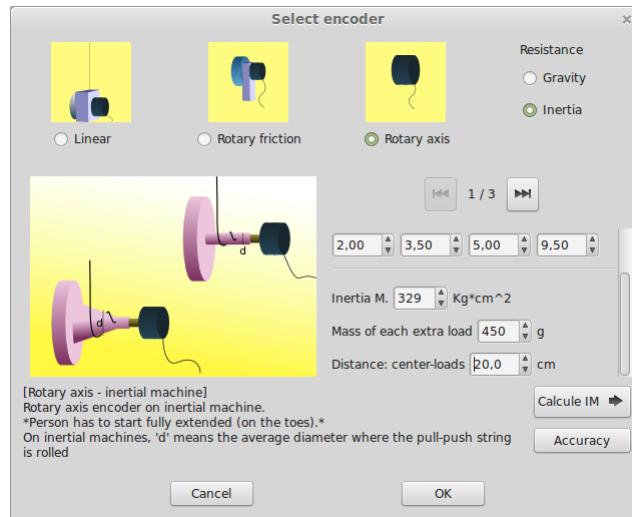 Select encoder
×
Resistance
Gravity
Inertia
Linear
Rotary friction
Rotary axis
1 / 3
d
d
2,00 3,50 5,00 9,50
Inertia M. 329 Kg*cm^2
Mass of each extra load 450 g
Distance: center-loads 20,0 cm
[Rotary axis - inertial machine]
Rotary axis encoder on inertial machine.
*Person has to start fully extended (on the toes).*
On inertial machines, 'd' means the average diameter where the pull-push string
is rolled
Calcule IM
Accuracy
Cancel
OK